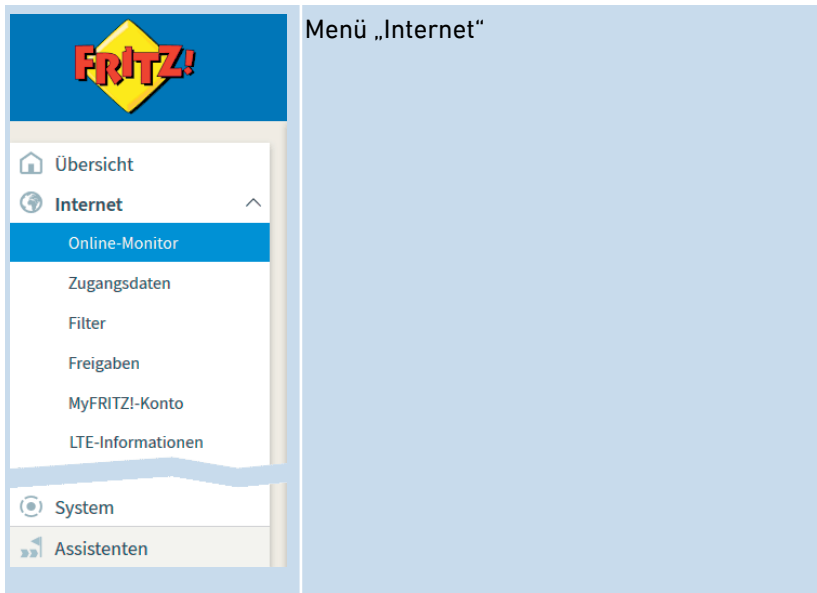 FRITZ!
Menü „Internet“
Übersicht
Internet
Online-Monitor
Zugangsdaten
Filter
Freigaben
MyFRITZ!-Konto
LTE-Informationen
System
Assistenten